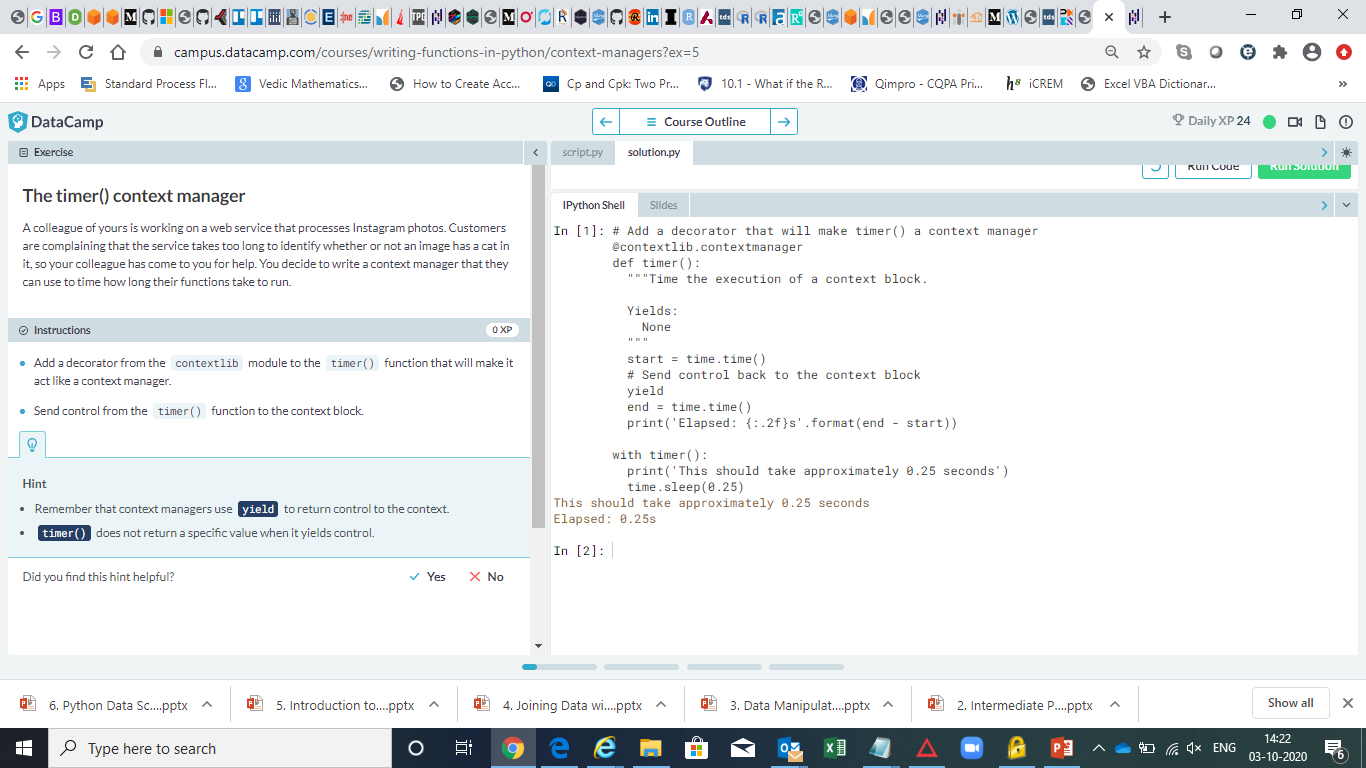 campus.datacamp.com/courses/writing-functions-in-python/context-managers?ex=5
Apps
Standard Process Fl...
Vedic Mathematics...
How to Create Acc...
Cp and Cpk: Two Pr...
10.1 - What if the R...
Qimpro - CQPA Pri...
iCREM
Excel VBA Dictionar...
DataCamp
Course Outline
Daily XP 24
Exercise
The timer() context manager
A colleague of yours is working on a web service that processes Instagram photos. Customers
are complaining that the service takes too long to identify whether or not an image has a cat in
it, so your colleague has come to you for help. You decide to write a context manager that they
can use to time how long their functions take to run.
Instructions
0 XP
Add a decorator from the contextlib module to the timer() function that will make it
act like a context manager.
Send control from the timer() function to the context block.
Hint
Remember that context managers use yield to return control to the context.
timer() does not return a specific value when it yields control.
Did you find this hint helpful?
Yes
No
script.py
solution.py
Run Code
Run Solution
IPython Shell
Slides
In [1]: # Add a decorator that will make timer() a context manager
@contextlib.contextmanager
def timer():
"""Time the execution of a context block.
Yields:
None
"""
start = time.time()
# Send control back to the context block
yield
end = time.time()
print('Elapsed: {:.2f}s'.format(end - start))
with timer():
print('This should take approximately 0.25 seconds')
time.sleep(0.25)
This should take approximately 0.25 seconds
Elapsed: 0.25s
In [2]:
6. Python Data Sc....pptx
5. Introduction to....pptx
4. Joining Data wi....pptx
3. Data Manipulat....pptx
2. Intermediate P....pptx
Show all
Type here to search
ENG
14:22
03-10-2020
6